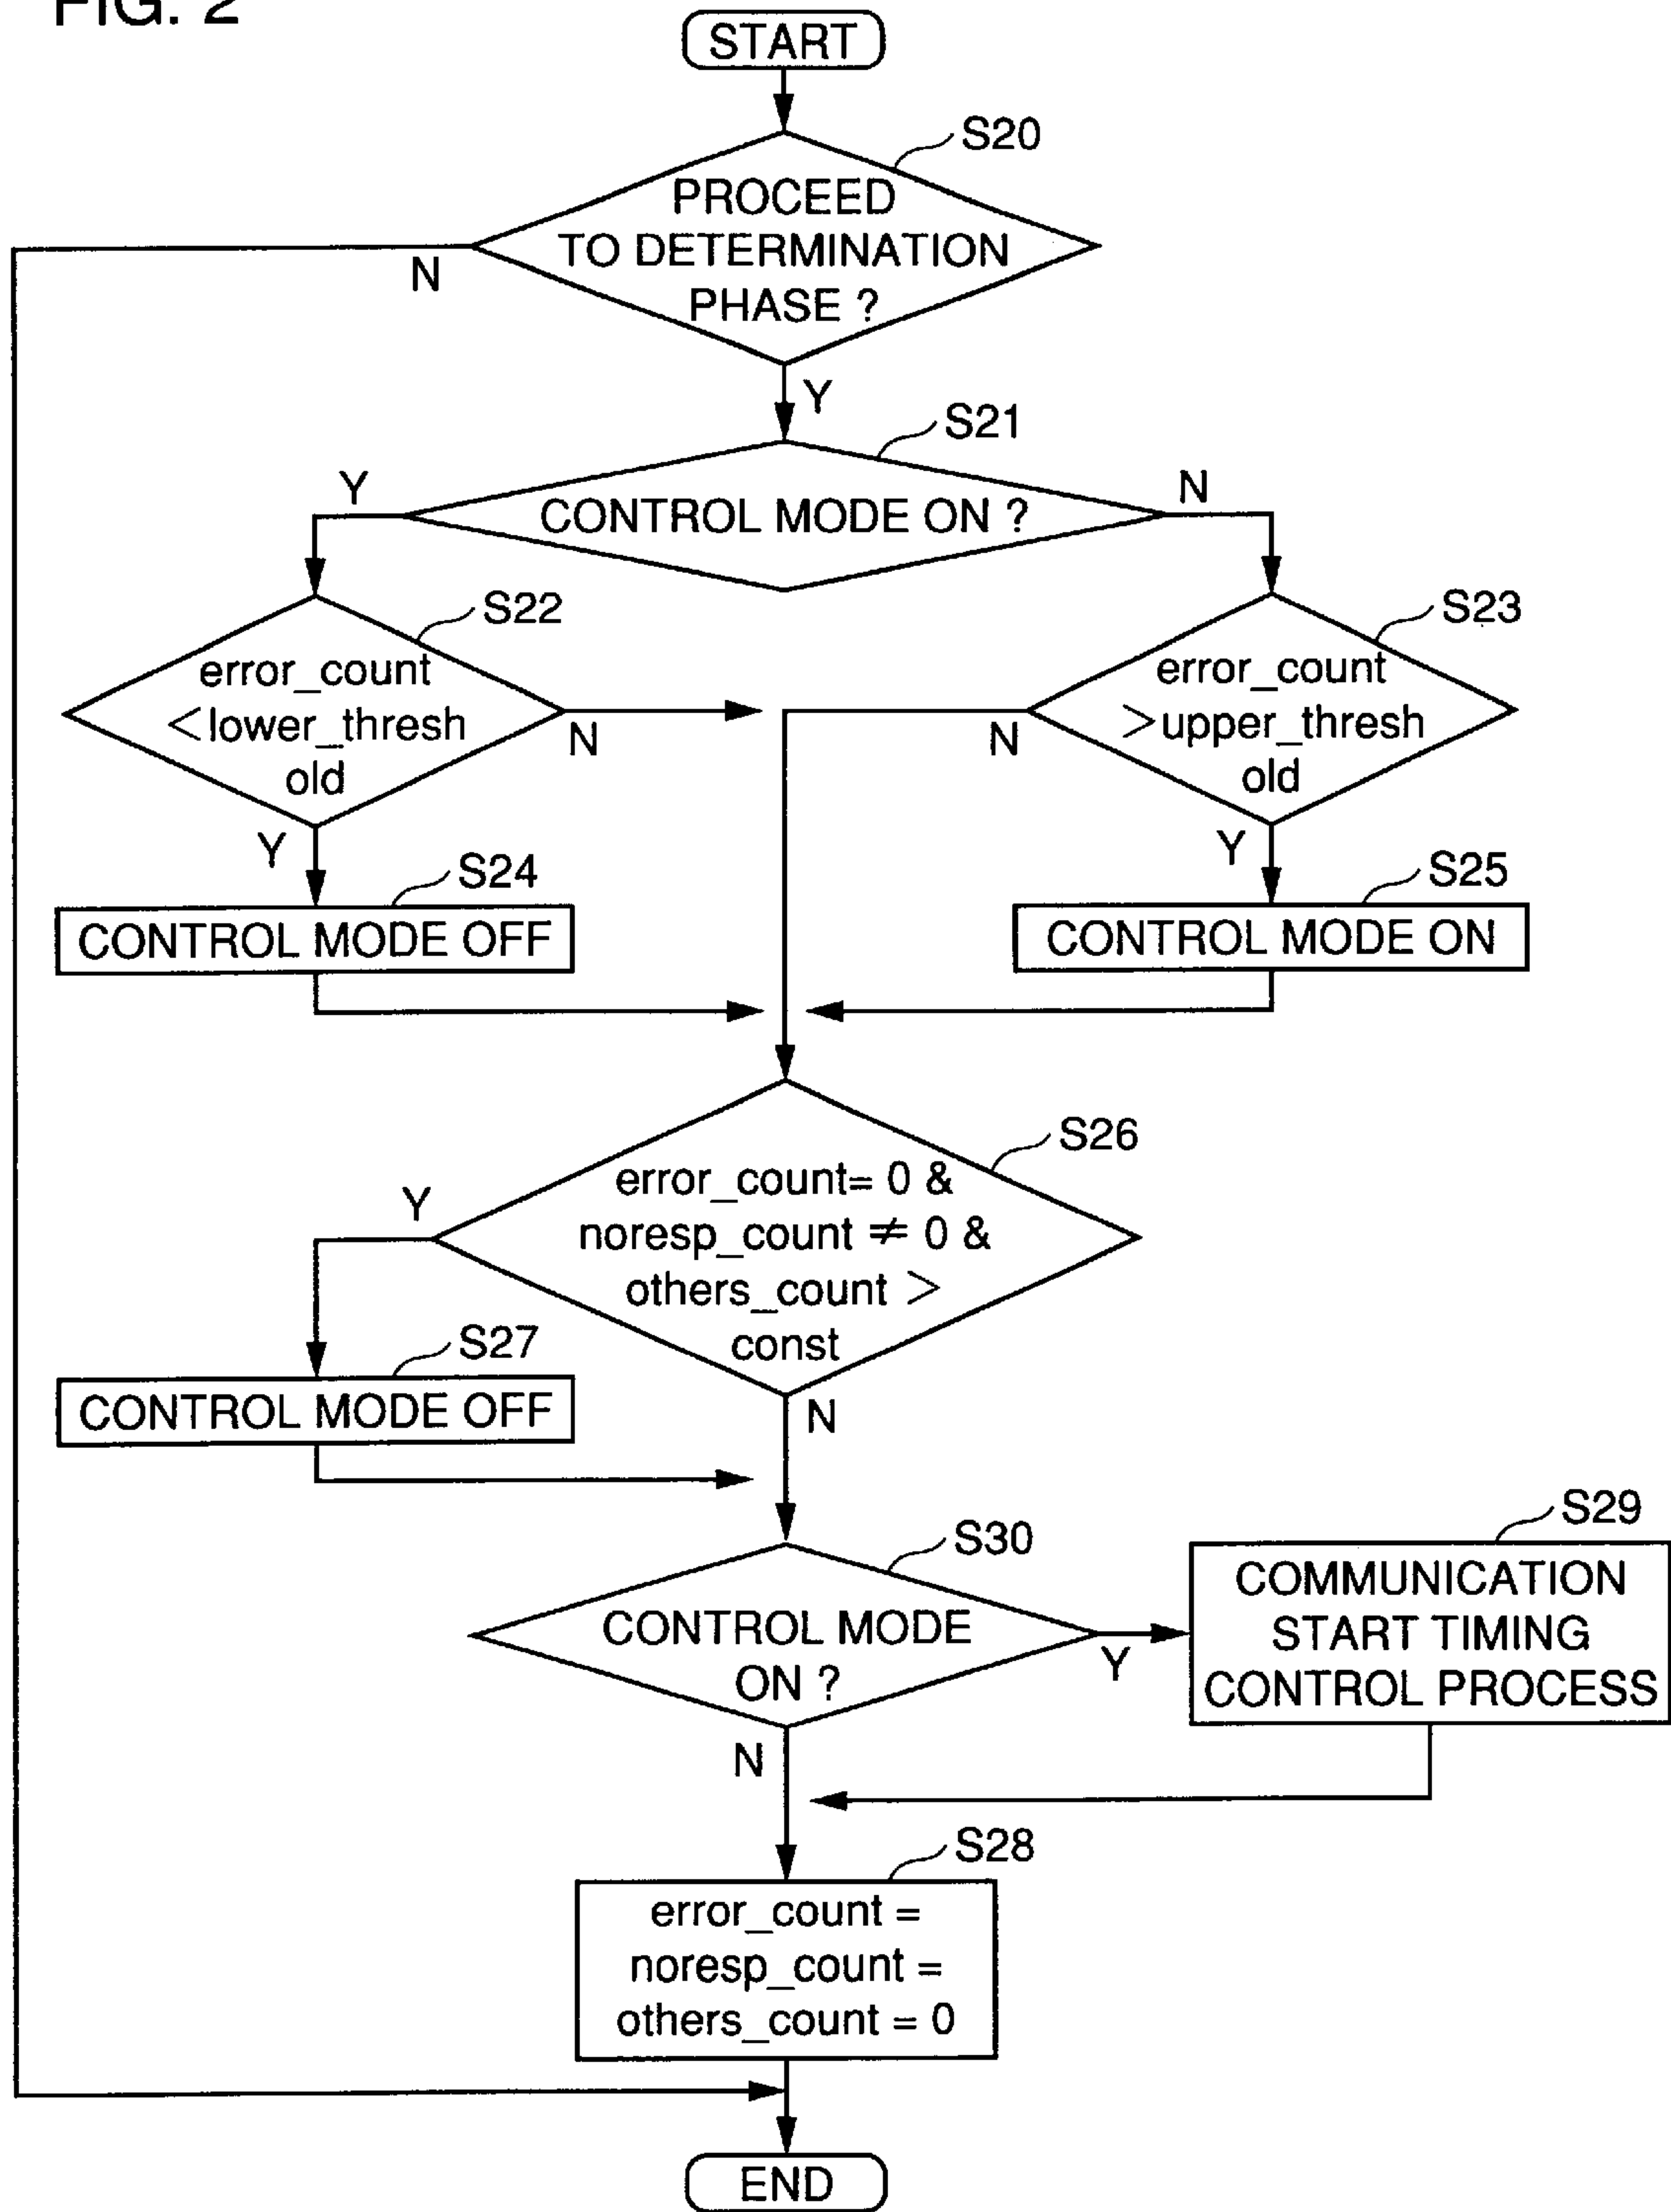 FIG. 2
START
S20
PROCEED
TO DETERMINATION
PHASE ?
N
Y
S21
Y
CONTROL MODE ON ?
N
S22
error_count
<lower_thresh
old
N
Y
S23
error_count
>upper_thresh
old
N
Y
S24
CONTROL MODE OFF
S25
CONTROL MODE ON
S26
error_count= 0 &
noresp_count ≠ 0 &
others_count >
const
Y
N
S27
CONTROL MODE OFF
S30
CONTROL MODE
ON ?
Y
N
S29
COMMUNICATION
START TIMING
CONTROL PROCESS
S28
error_count =
noresp_count =
others_count = 0
END